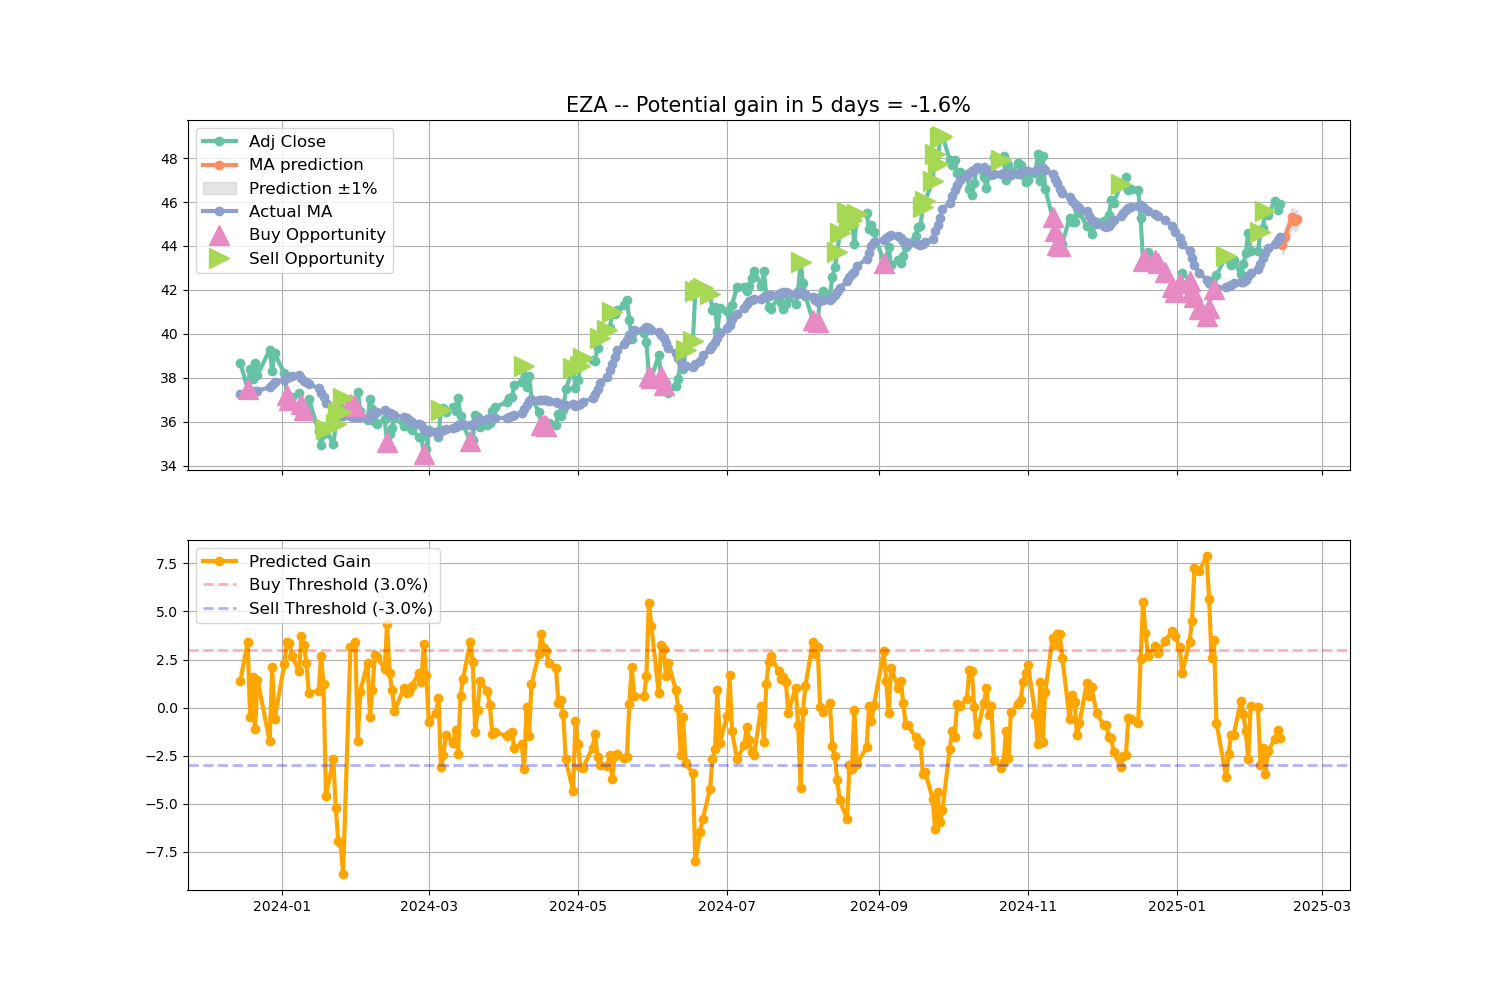 EZA -- Potential gain in 5 days = -1.6%
Adj Close
MA prediction
Prediction ±1%
Actual MA
Buy Opportunity
Sell Opportunity
48
46
44
42
40
38
36
34
Predicted Gain
Buy Threshold (3.0%)
Sell Threshold (-3.0%)
7.5
5.0
2.5
0.0
−2.5
−5.0
−7.5
2024-01 2024-03 2024-05 2024-07 2024-09 2024-11 2025-01 2025-03